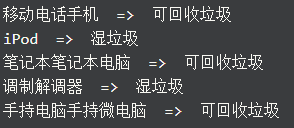 移动电话手机  =>  可回收垃圾
iPod  =>  湿垃圾
笔记本笔记本电脑  =>  可回收垃圾
调制解调器  =>  湿垃圾
手持电脑手持微电脑  =>  可回收垃圾